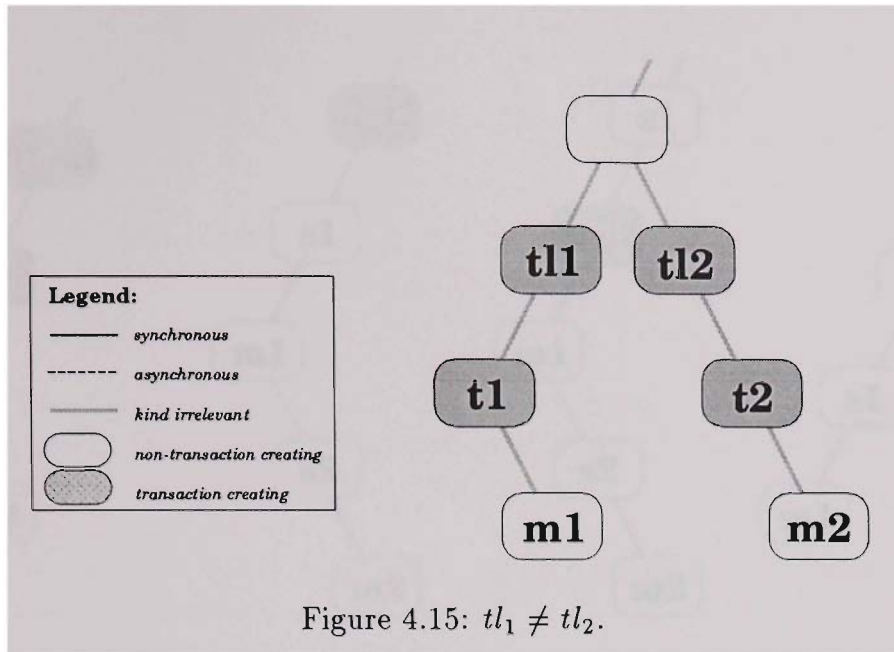 tl1 tl2
t1 t2
m1 m2
Legend:
synchronous
asynchronous
kind irrelevant
non-transaction creating
transaction creating
Figure 4.15: tl₁ ≠ tl₂.